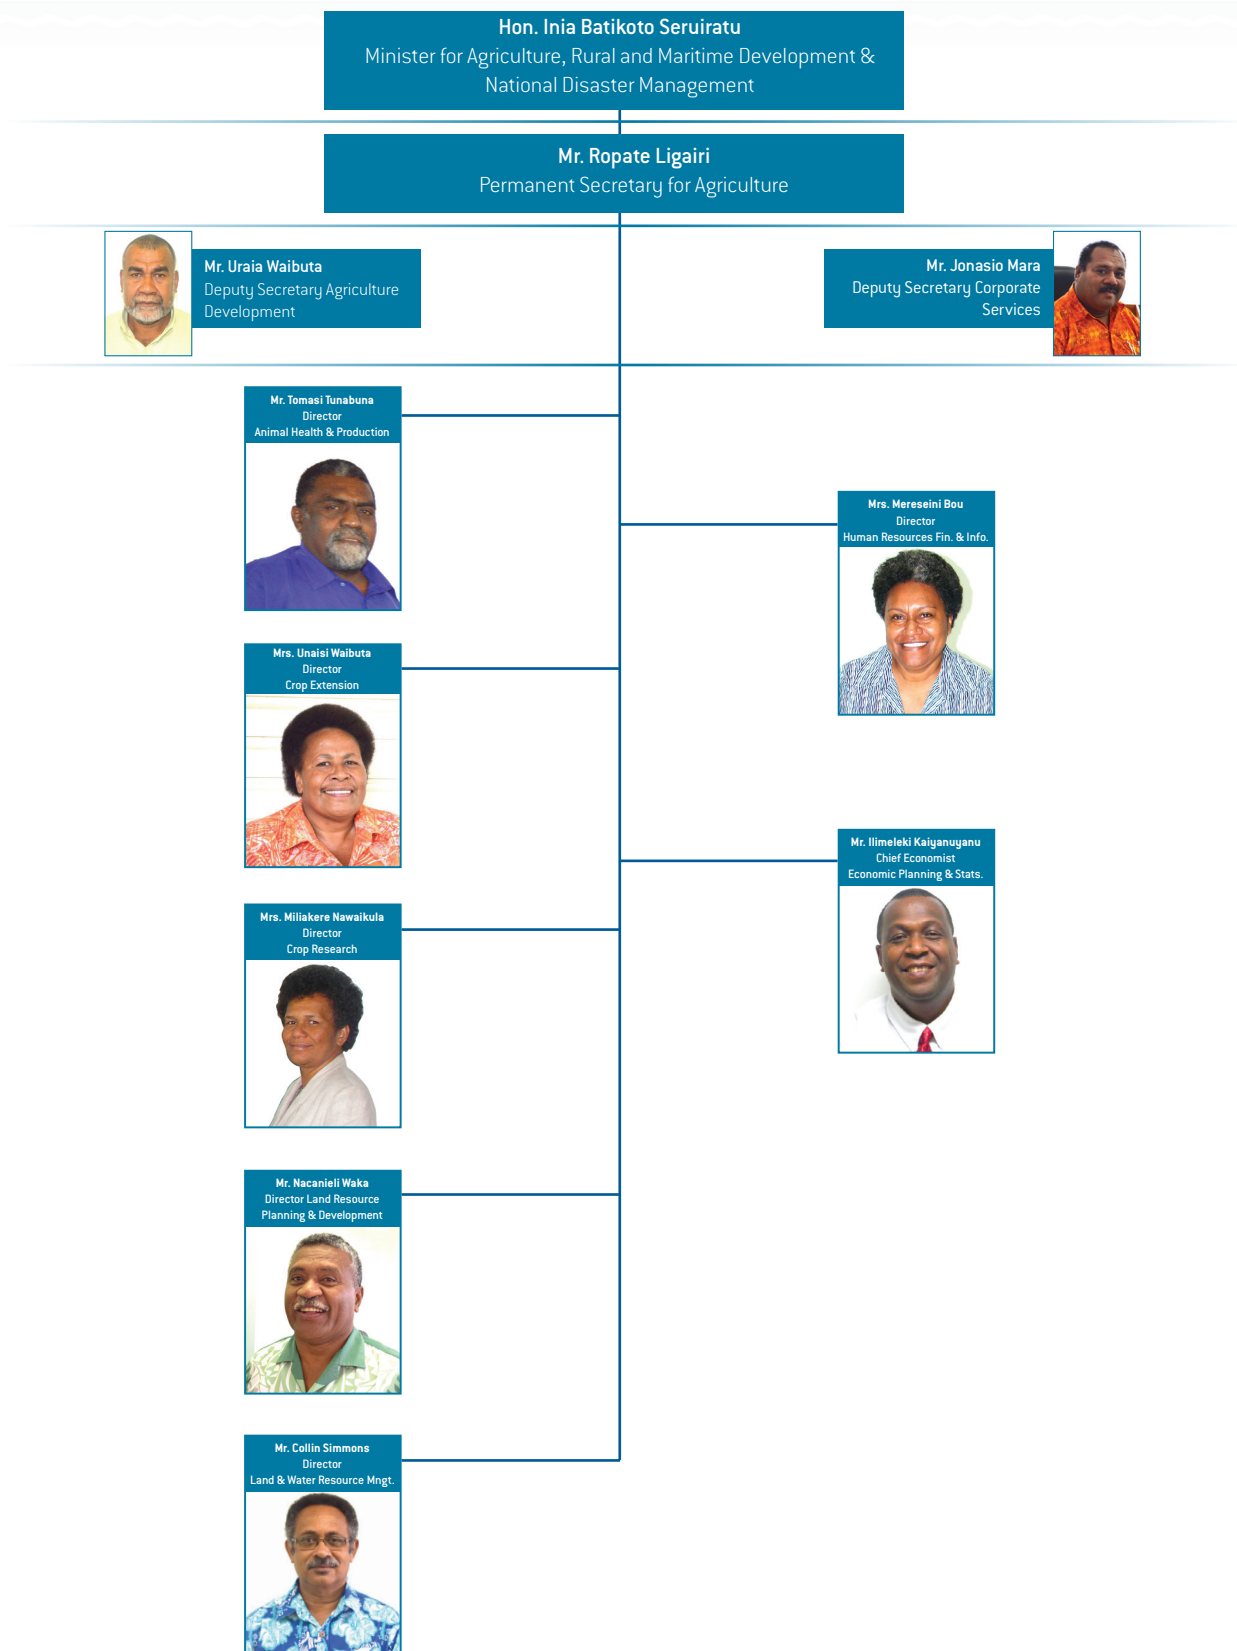 Hon. Inia Batikoto Seruiratu
Minister for Agriculture, Rural and Maritime Development &
National Disaster Management
Mr. Ropate Ligairi
Permanent Secretary for Agriculture
Mr. Uraia Waibuta
Deputy Secretary Agriculture
Development
Mr. Jonasio Mara
Deputy Secretary Corporate
Services
Mr. Tomasi Tunabuna
Director
Animal Health & Production
Mrs. Mereseini Bou
Director
Human Resources Fin. & Info.
Mrs. Unaisi Waibuta
Director
Crop Extension
Mr. Ilimeleki Kaiyanuyanu
Chief Economist
Economic Planning & Stats.
Mrs. Miliakere Nawaikula
Director
Crop Research
Mr. Nacanieli Waka
Director Land Resource
Planning & Development
Mr. Collin Simmons
Director
Land & Water Resource Mngt.